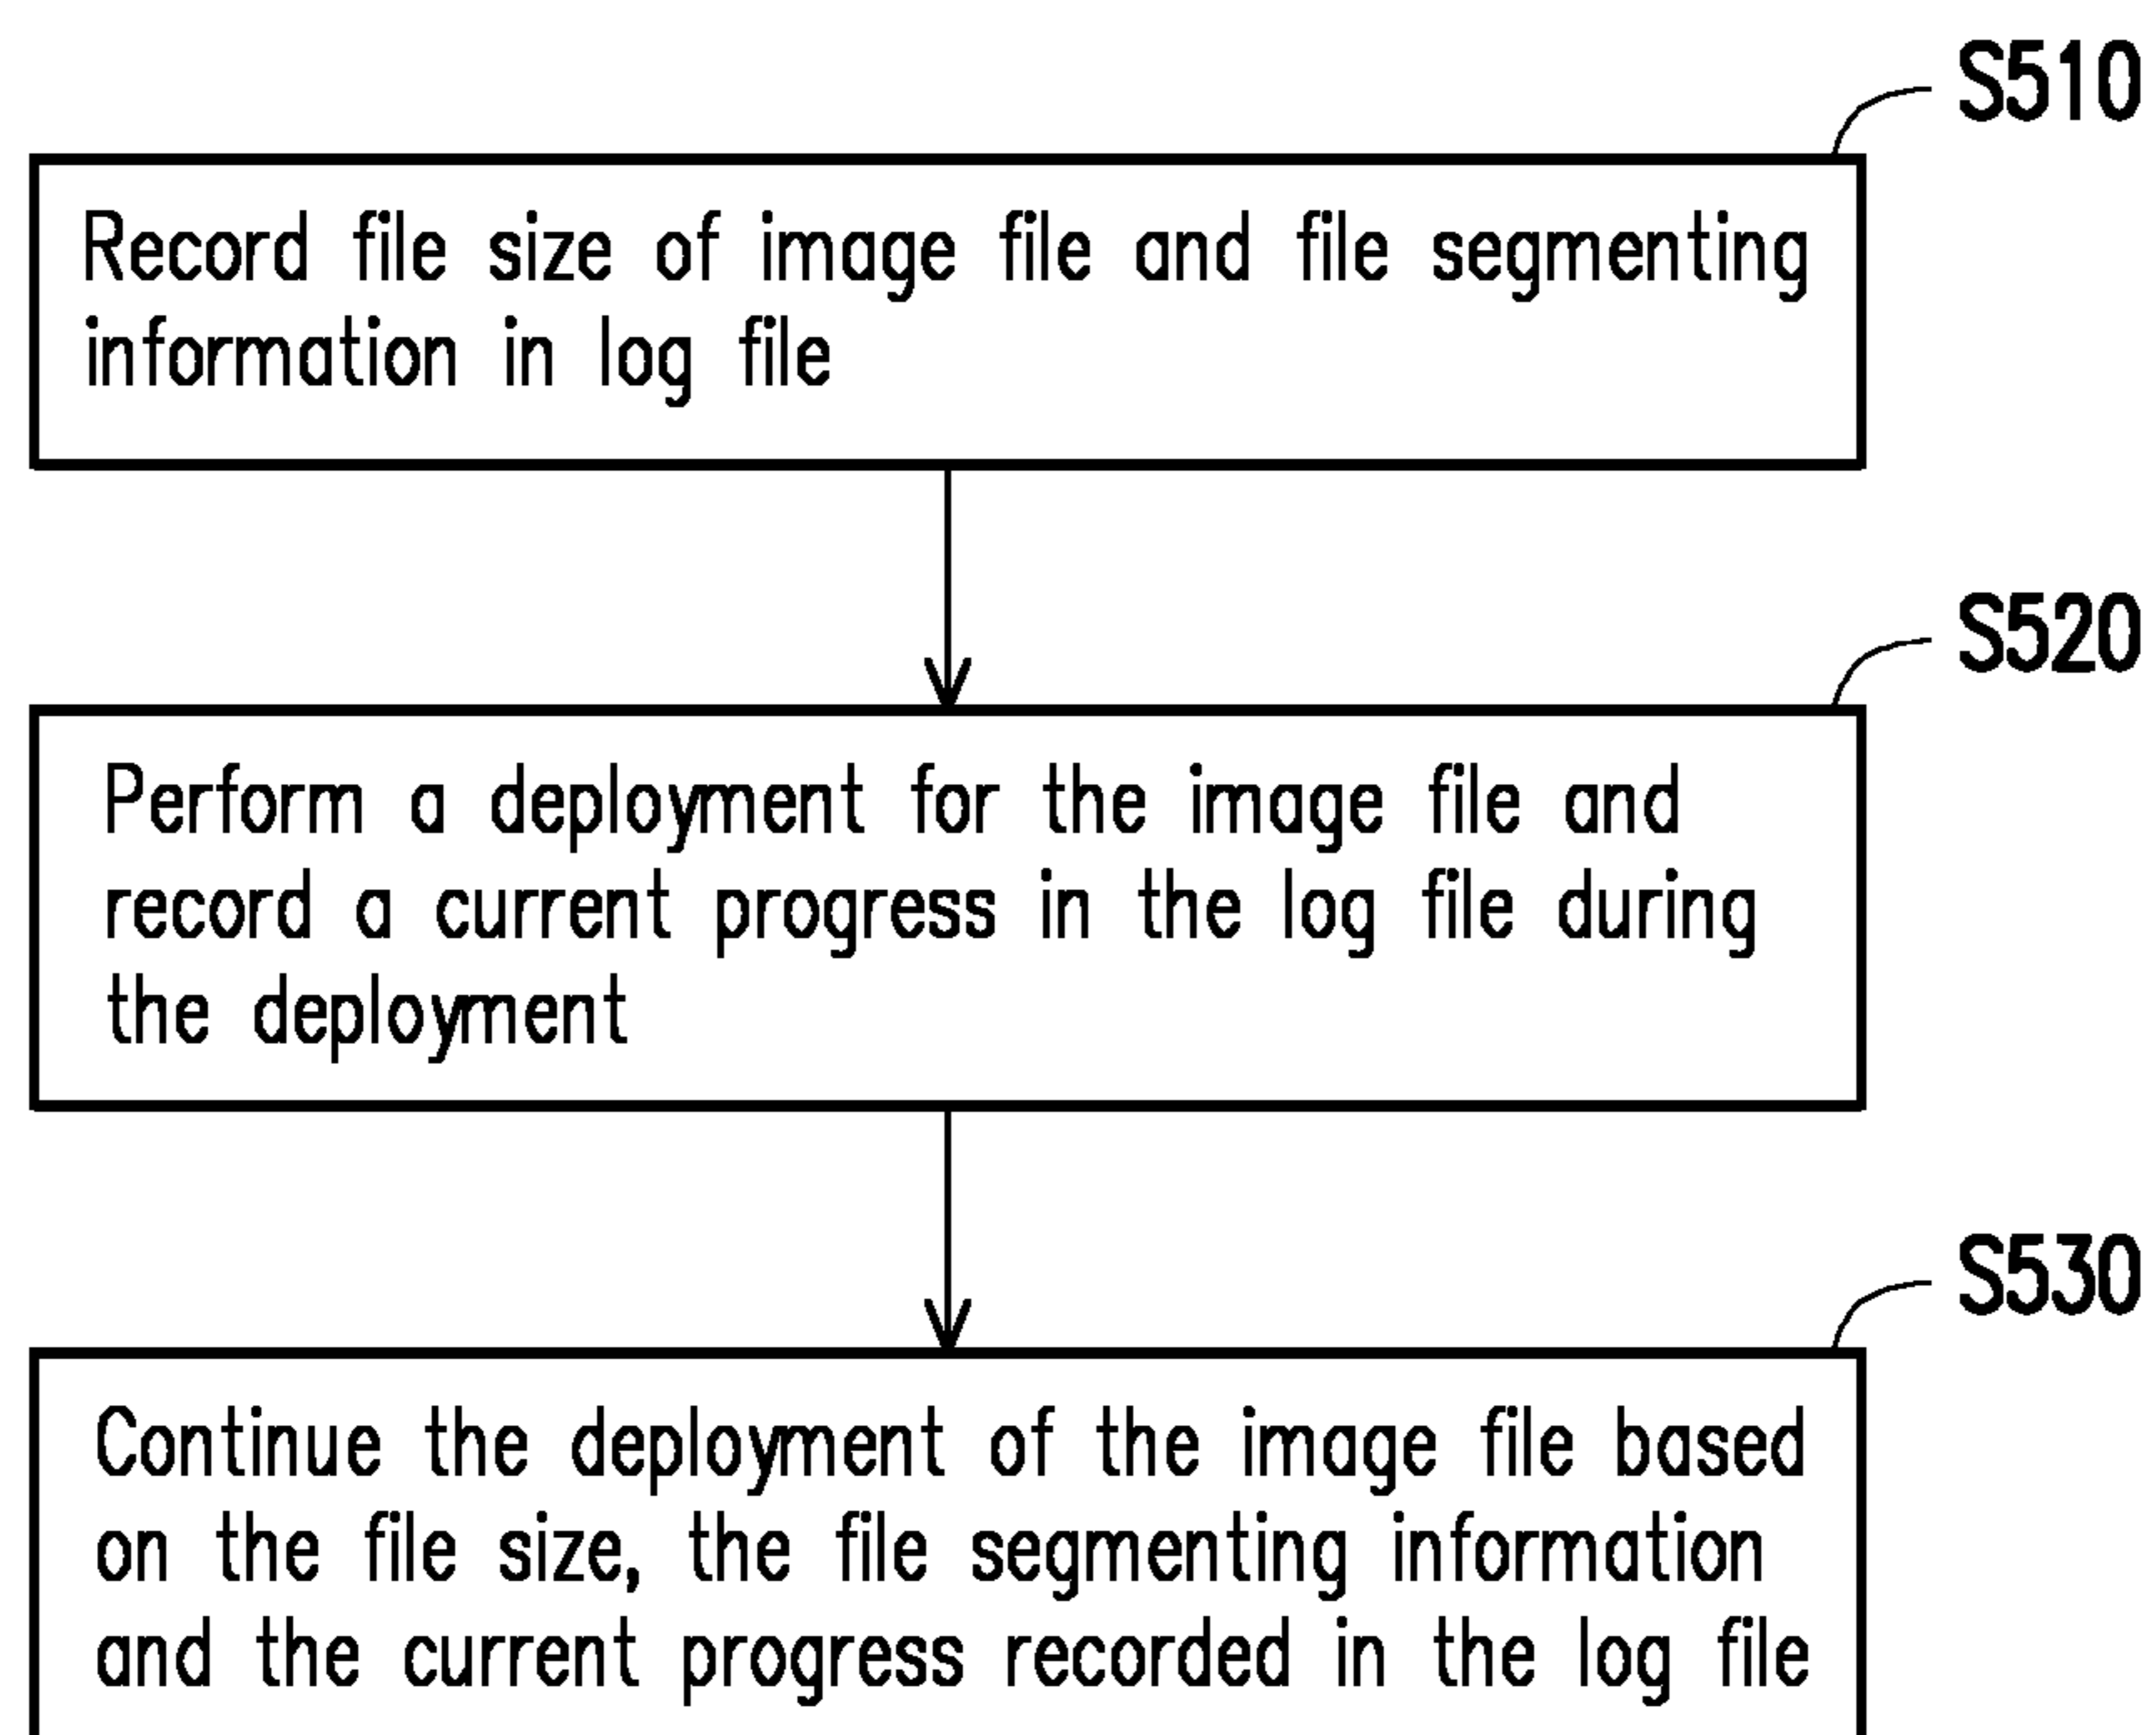 S510
Record file size of image file and file segmenting
information in log file
S520
Perform a deployment for the image file and
record a current progress in the log file during
the deployment
S530
Continue the deployment of the image file based
on the file size, the file segmenting information
and the current progress recorded in the log file